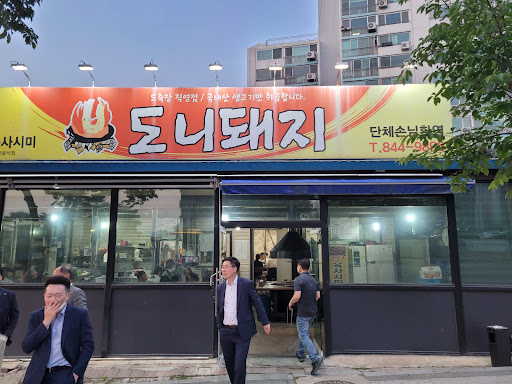 도축장 직영점 / 국내산 생고기만 취급합니다.
도니돼지
사시미
단체손님환영
T.844-9